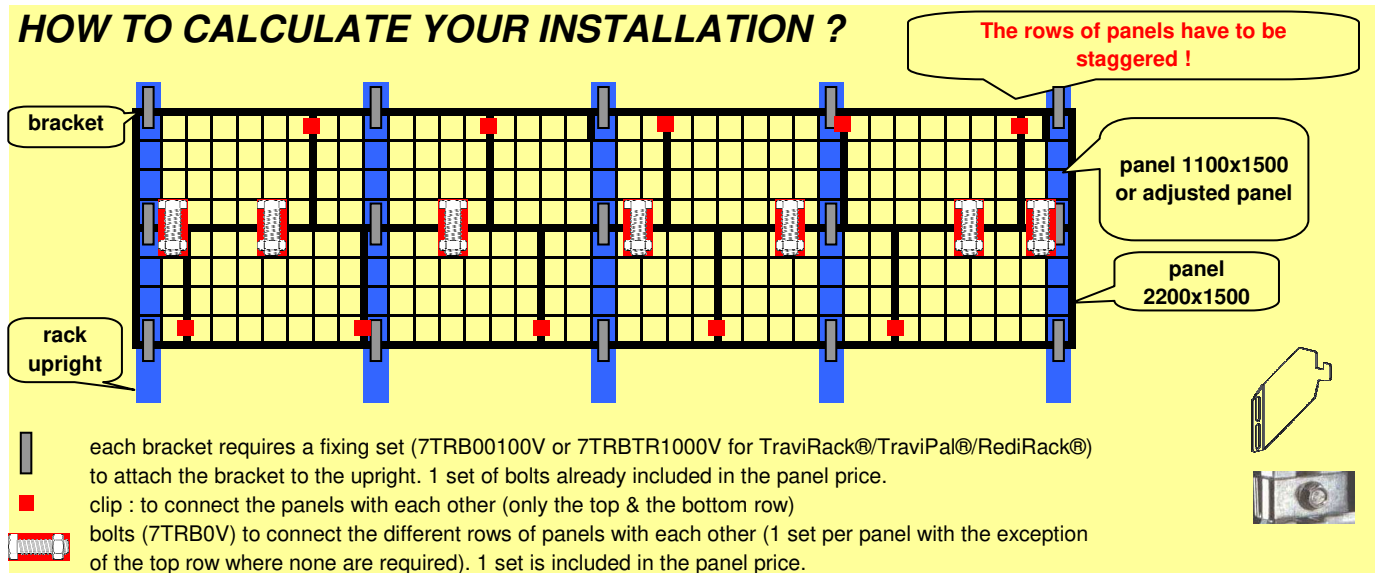 HOW TO CALCULATE YOUR INSTALLATION ?
The rows of panels have to be
staggered !
bracket
panel 1100x1500
or adjusted panel
panel
2200x1500
rack
upright
each bracket requires a fixing set (7TRB00100V or 7TRBTR1000V for TraviRack®/TraviPal®/RediRack®)
to attach the bracket to the upright. 1 set of bolts already included in the panel price.
clip : to connect the panels with each other (only the top & the bottom row)
bolts (7TRB0V) to connect the different rows of panels with each other (1 set per panel with the exception
of the top row where none are required). 1 set is included in the panel price.